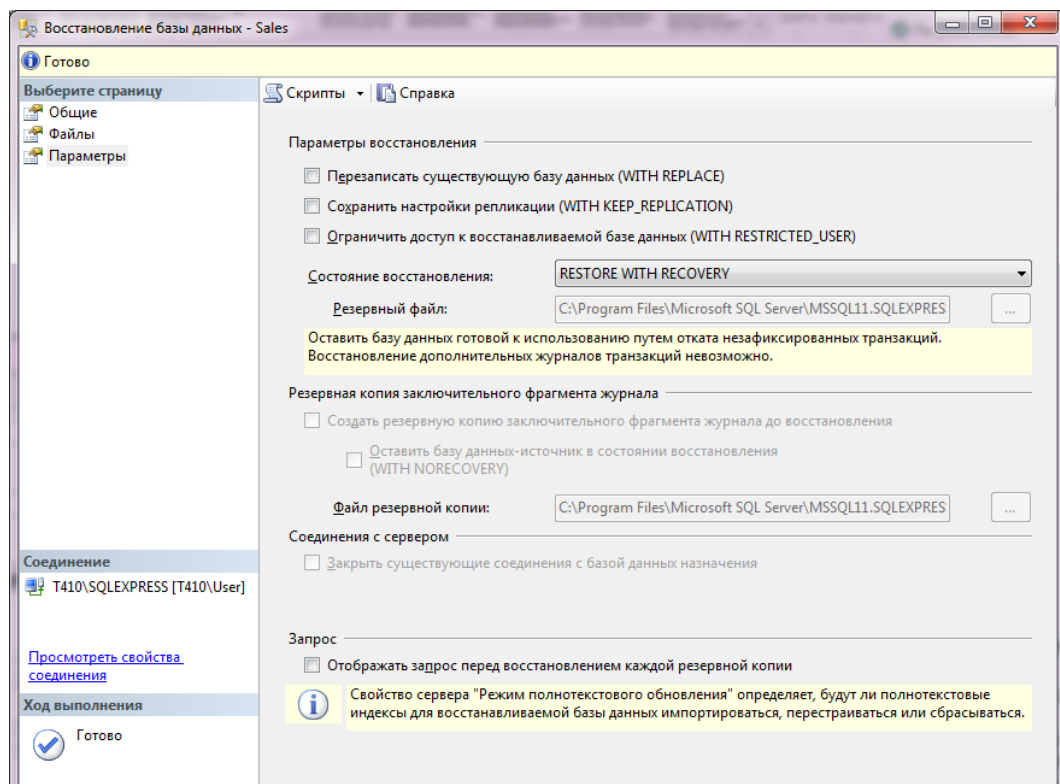 Восстановление базы данных - Sales
Готово
Выберите страницу
Общие
Файлы
Параметры
Скрипты
Справка
Параметры восстановления
Перезаписать существующую базу данных (WITH REPLACE)
Сохранить настройки репликации (WITH KEEP_REPLICATION)
Ограничить доступ к восстанавливаемой базе данных (WITH RESTRICTED_USER)
Состояние восстановления:
RESTORE WITH RECOVERY
Резервный файл:
C:\Program Files\Microsoft SQL Server\MSSQL11.SQLEXPRES
...
Оставить базу данных готовой к использованию путем отката незафиксированных транзакций.
Восстановление дополнительных журналов транзакций невозможно.
Резервная копия заключительного фрагмента журнала
Создать резервную копию заключительного фрагмента журнала до восстановления
Оставить базу данных-источник в состоянии восстановления
(WITH NORECOVERY)
Файл резервной копии:
C:\Program Files\Microsoft SQL Server\MSSQL11.SQLEXPRES
...
Соединения с сервером
Закрыть существующие соединения с базой данных назначения
Соединение
T410\SQLEXPRESS [T410\User]
Просмотреть свойства
соединения
Ход выполнения
Готово
Запрос
Отображать запрос перед восстановлением каждой резервной копии
Свойство сервера "Режим полнотекстового обновления" определяет, будут ли полнотекстовые
индексы для восстанавливаемой базы данных импортироваться, перестраиваться или сбрасываться.